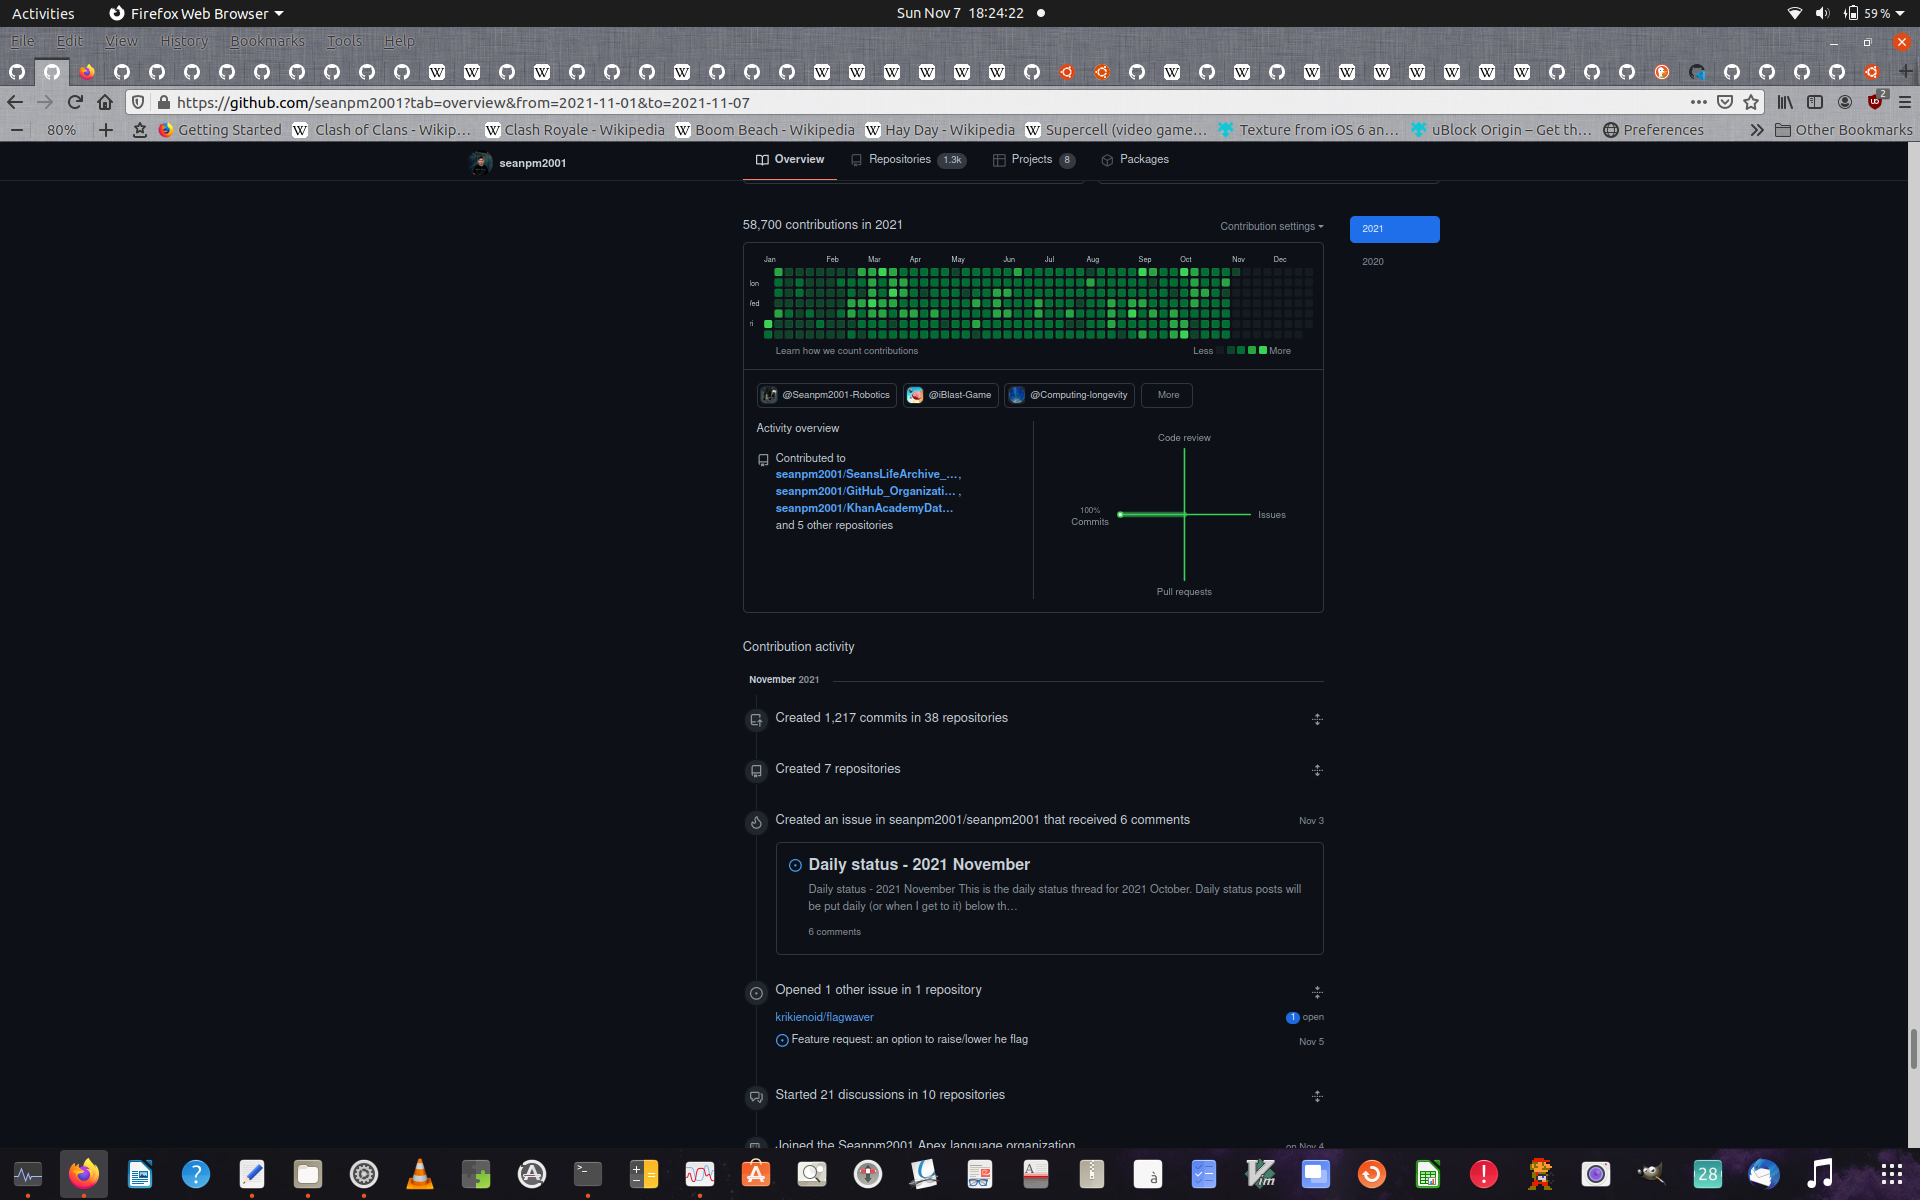 Activities
Firefox Web Browser
Sun Nov 7 18:24:22
59 %
File Edit View History Bookmarks Tools Help
https://github.com/seanpm2001?tab=overview&from=2021-11-01&to=2021-11-07
2
80%
Getting Started
Clash of Clans - Wikip…
Clash Royale - Wikipedia
Boom Beach - Wikipedia
Hay Day - Wikipedia
Supercell (video game…
Texture from iOS 6 an…
uBlock Origin – Get th…
Preferences
Other Bookmarks
seanpm2001
Overview
Repositories 1.3k
Projects 8
Packages
58,700 contributions in 2021
Contribution settings
2021
2020
Jan Feb Mar Apr May Jun Jul Aug Sep Oct Nov Dec
lon
/ed
ri
Learn how we count contributions
Less More
@Seanpm2001-Robotics
@iBlast-Game
@Computing-longevity
More
Activity overview
Contributed to
seanpm2001/SeansLifeArchive_…,
seanpm2001/GitHub_Organizati… ,
seanpm2001/KhanAcademyDat…
and 5 other repositories
Code review
100%
Commits
Issues
Pull requests
Contribution activity
November 2021
Created 1,217 commits in 38 repositories
Created 7 repositories
Created an issue in seanpm2001/seanpm2001 that received 6 comments
Nov 3
Daily status - 2021 November
Daily status - 2021 November This is the daily status thread for 2021 October. Daily status posts will
be put daily (or when I get to it) below th…
6 comments
Opened 1 other issue in 1 repository
krikienoid/flagwaver
1 open
Feature request: an option to raise/lower he flag
Nov 5
Started 21 discussions in 10 repositories
Joined the Seanpm2001 Apex language organization
on Nov 4
28